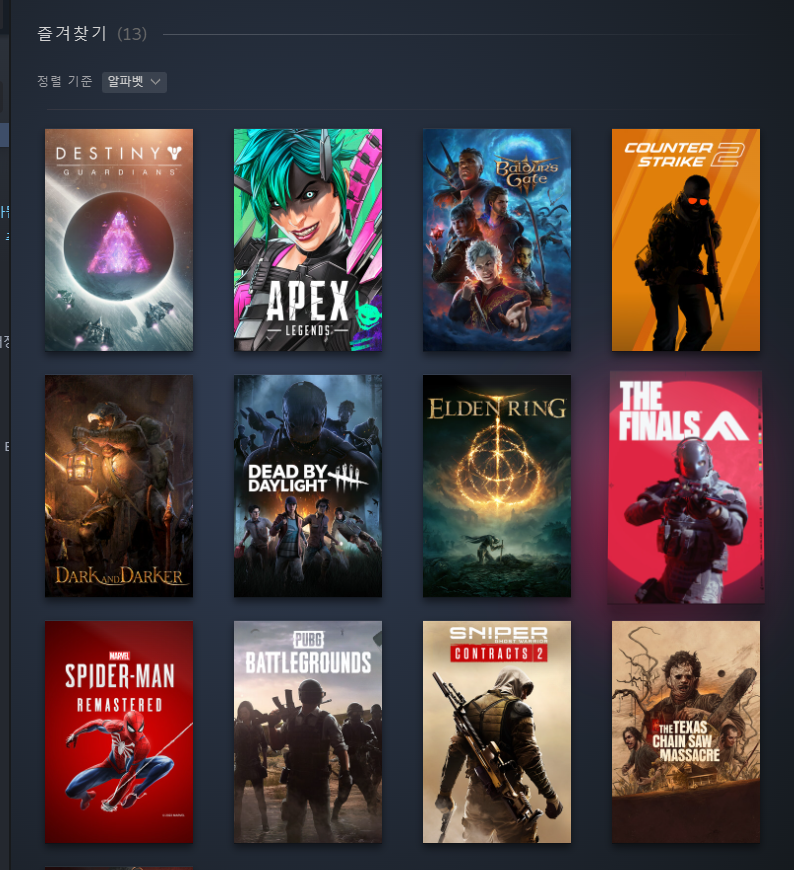 즐겨찾기 (13)
정렬 기준 알파벳
DESTINY
GUARDIANS
APEX
LEGENDS
Baldur's
Gate
COUNTER
STRIKE 2
DARK AND DARKER
DEAD BY
DAYLIGHT
ELDEN RING
THE
FINALS
MARVEL
SPIDER-MAN
REMASTERED
PUBG
BATTLEGROUNDS
SNIPER
GHOST WARRIOR
CONTRACTS 2
THE TEXAS
CHAIN SAW
MASSACRE